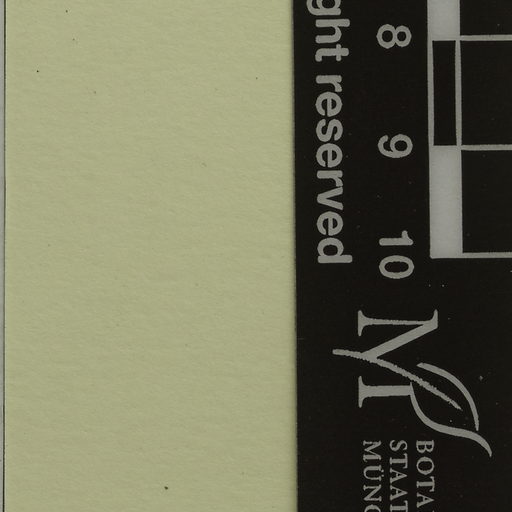 ght reserved
8
9
10
M
BOTA
STAAT
MÜNC